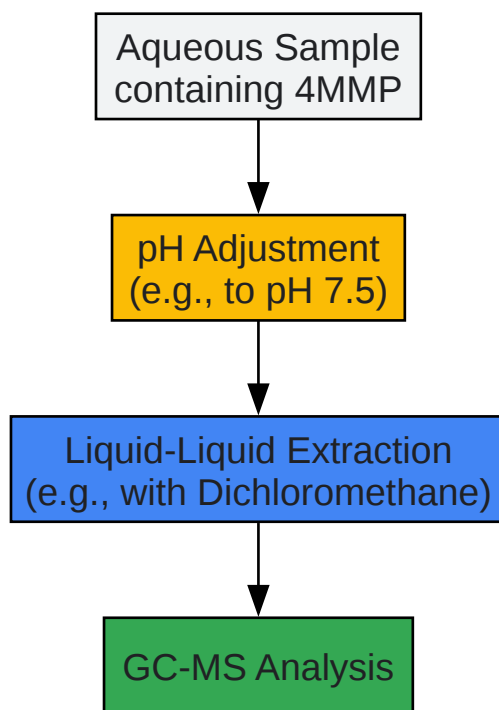 Aqueous Sample
containing 4MMP
pH Adjustment
(e.g., to pH 7.5)
Liquid-Liquid Extraction
(e.g., with Dichloromethane)
GC-MS Analysis